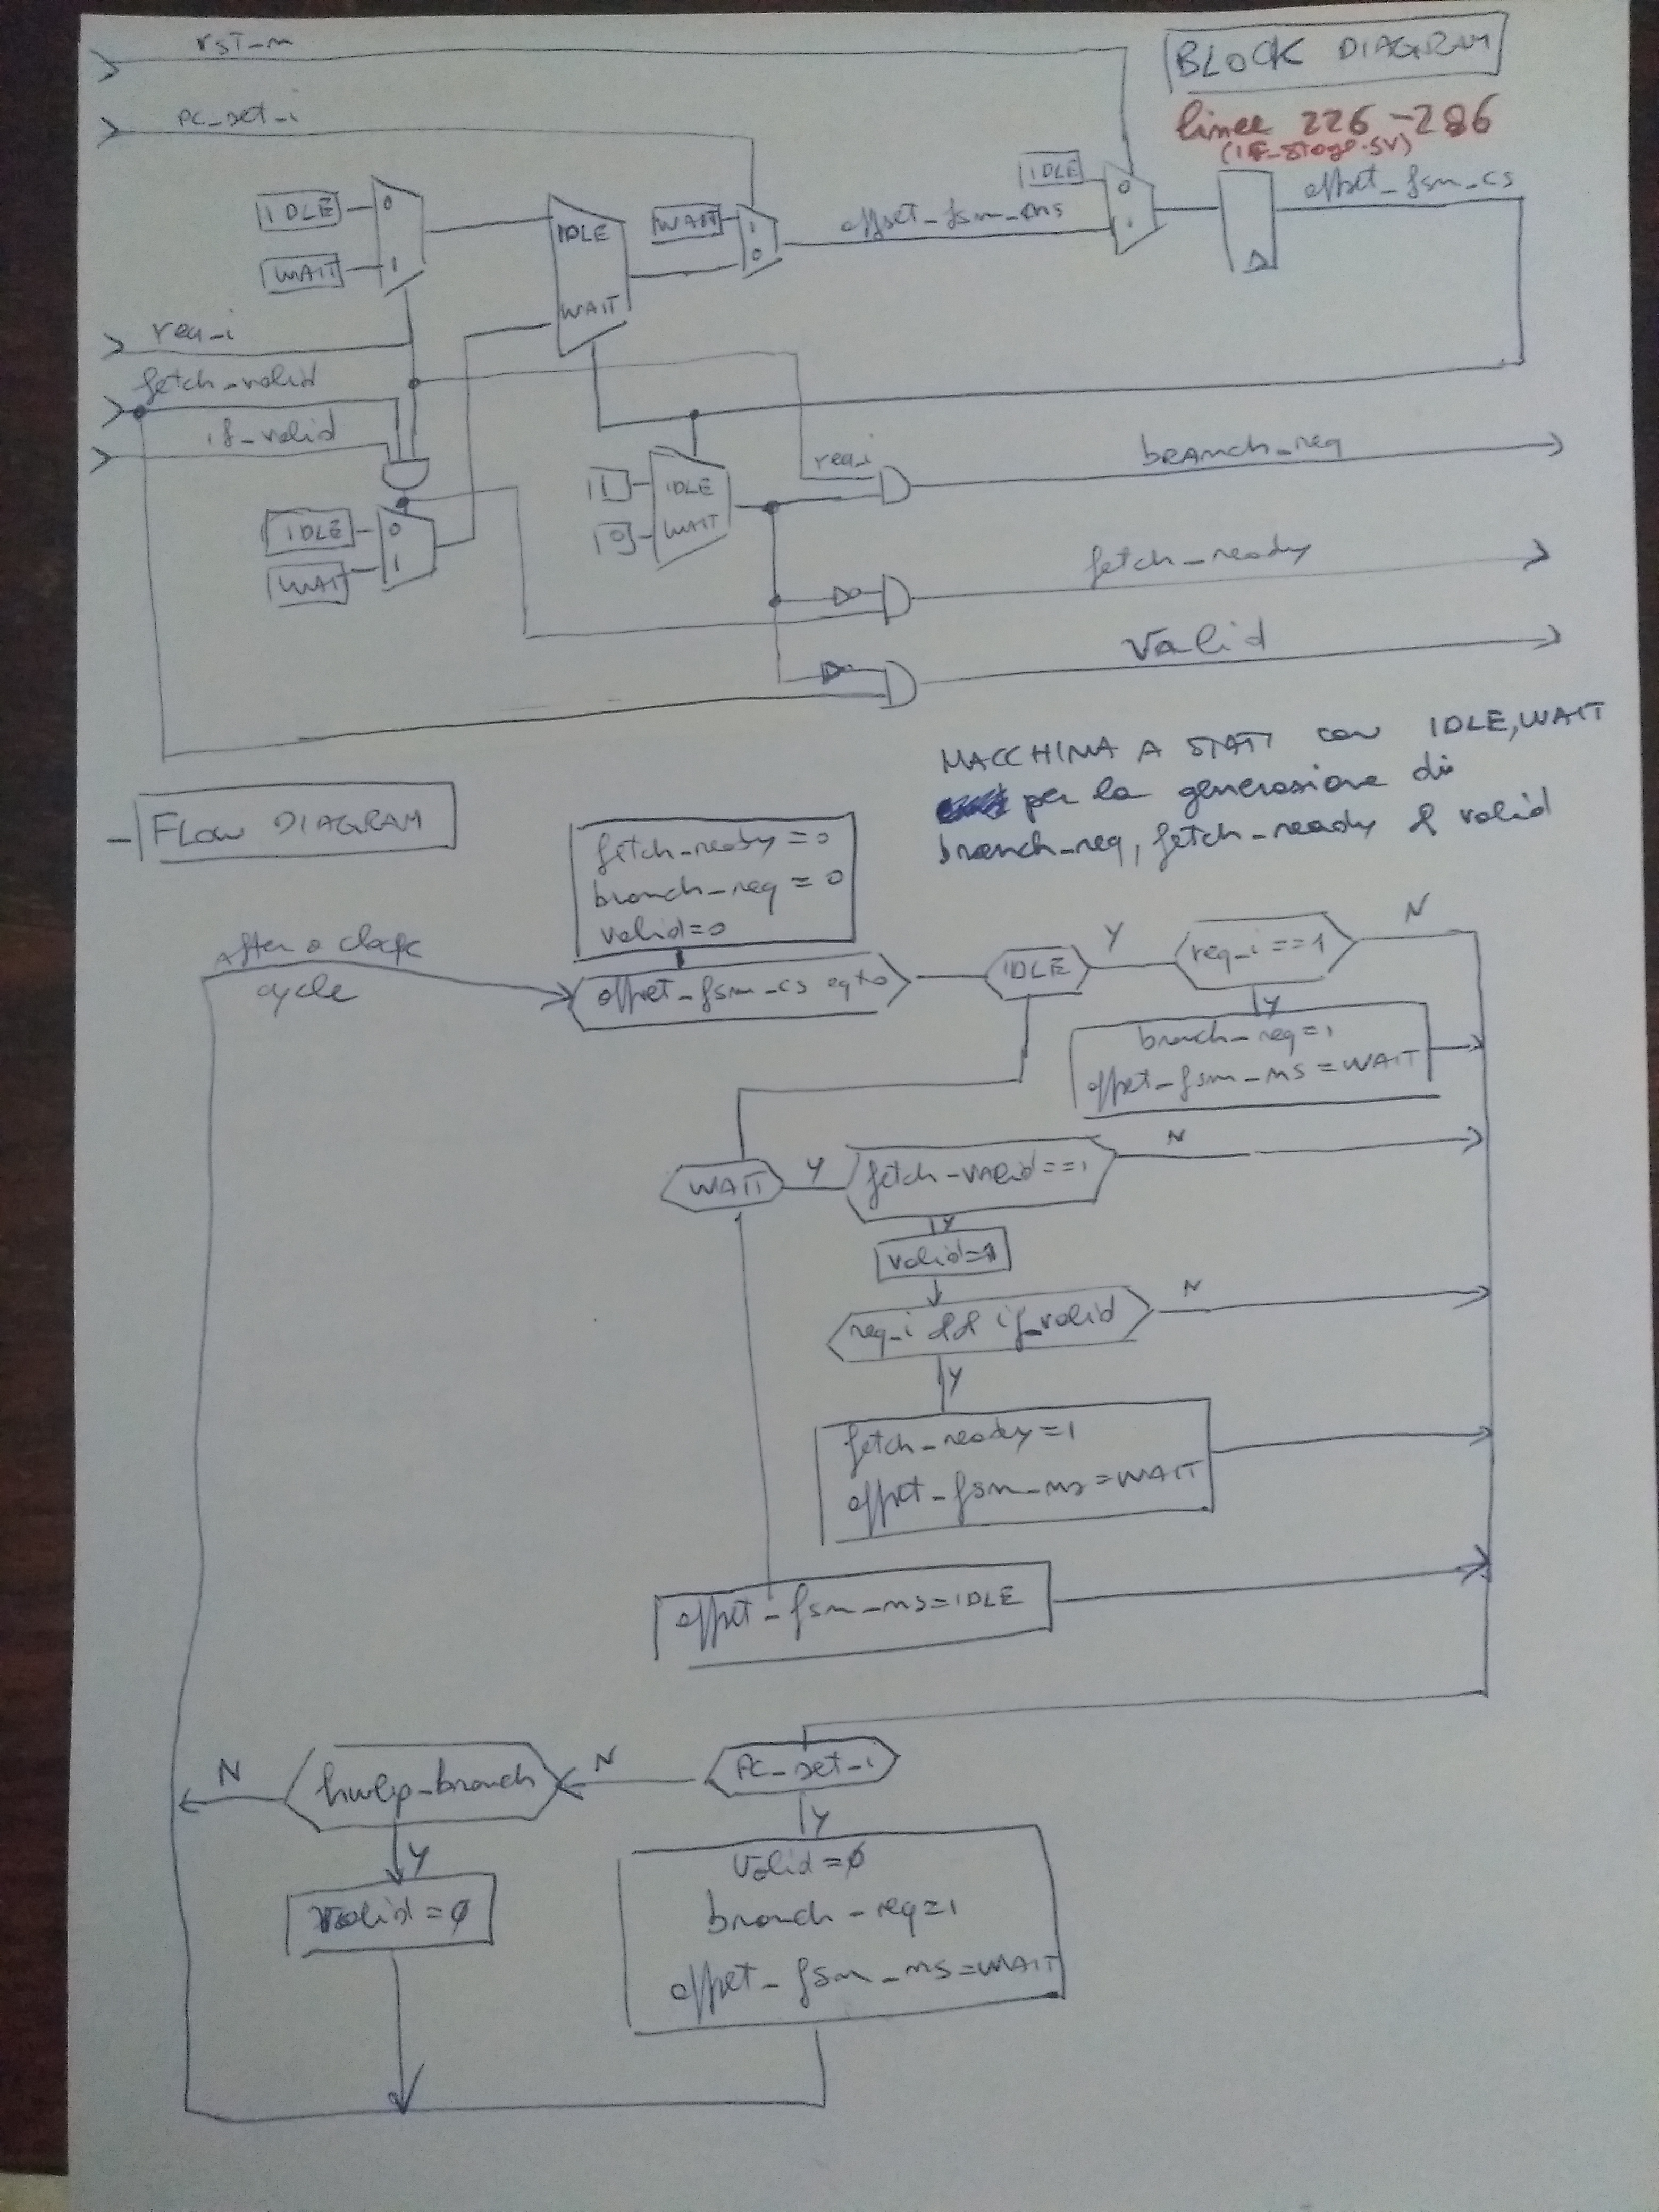 rst_n
BLOCK DIAGRAM
linee 226-286
(IF_stage.sv)
PC_set_i
IDLE
0
WAIT
1
IDLE
WAIT
WAIT
1
0
offset_fsm_ns
IDLE
0
1
offset_fsm_cs
req_i
fetch_valid
if_valid
IDLE
0
WAIT
1
1
IDLE
0
WAIT
req_i
branch_req
fetch_ready
valid
MACCHINA A STATI con IDLE, WAIT
per la generazione di
branch_req, fetch_ready & valid
- FLOW DIAGRAM
fetch_ready = 0
branch_req = 0
valid=0
After a clock
cycle
offset_fsm_cs eq to
IDLE
Y
req_i==1
N
Y
branch_req=1
offset_fsm_ns=WAIT
WAIT
Y
fetch-valid==1
N
Y
valid=1
req_i && if_valid
N
Y
fetch_ready=1
offset_fsm_ns=WAIT
offset_fsm_ns=IDLE
N
hwlp_branch
N
PC_set_i
Y
Y
valid=0
valid=0
branch_req=1
offset_fsm_ns=WAIT